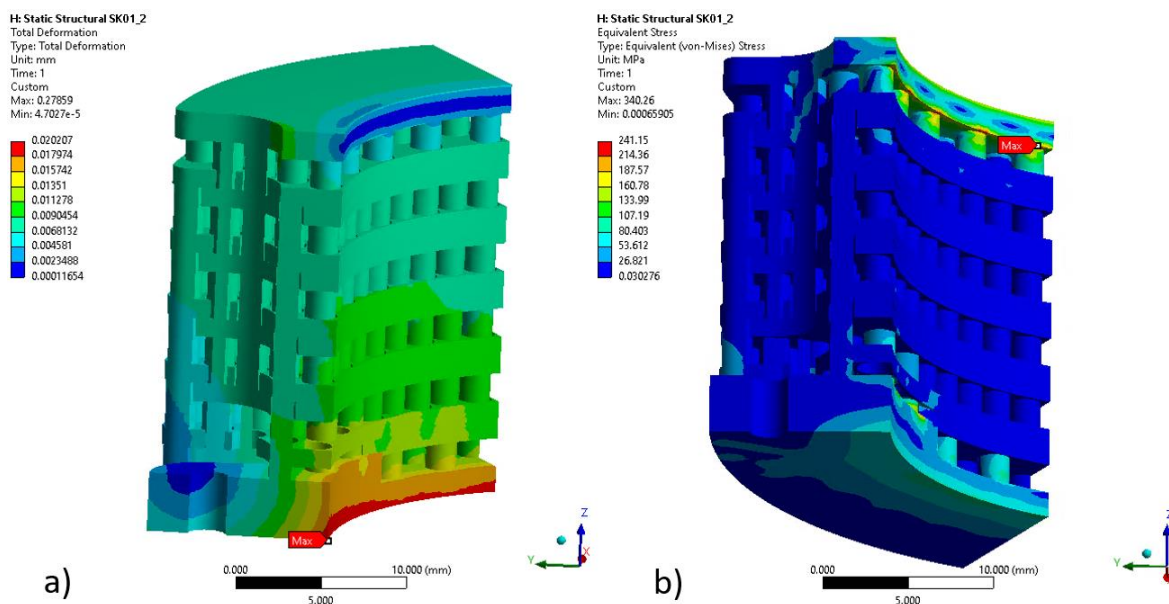 H: Static Structural SK01_2
Total Deformation
Type: Total Deformation
Unit: mm
Time: 1
Custom
Max: 0.27859
Min: 4.7027e-5
0.020207
0.017974
0.015742
0.01351
0.011278
0.0090454
0.0068132
0.004581
0.0023488
0.00011654
Max
Z
Y
X
0.000
10.000 (mm)
5.000
a)
H: Static Structural SK01_2
Equivalent Stress
Type: Equivalent (von-Mises) Stress
Unit: MPa
Time: 1
Custom
Max: 340.26
Min: 0.00065905
241.15
214.36
187.57
160.78
133.99
107.19
80.403
53.612
26.821
0.030276
Max
Z
Y
0.000
10.000 (mm)
5.000
b)